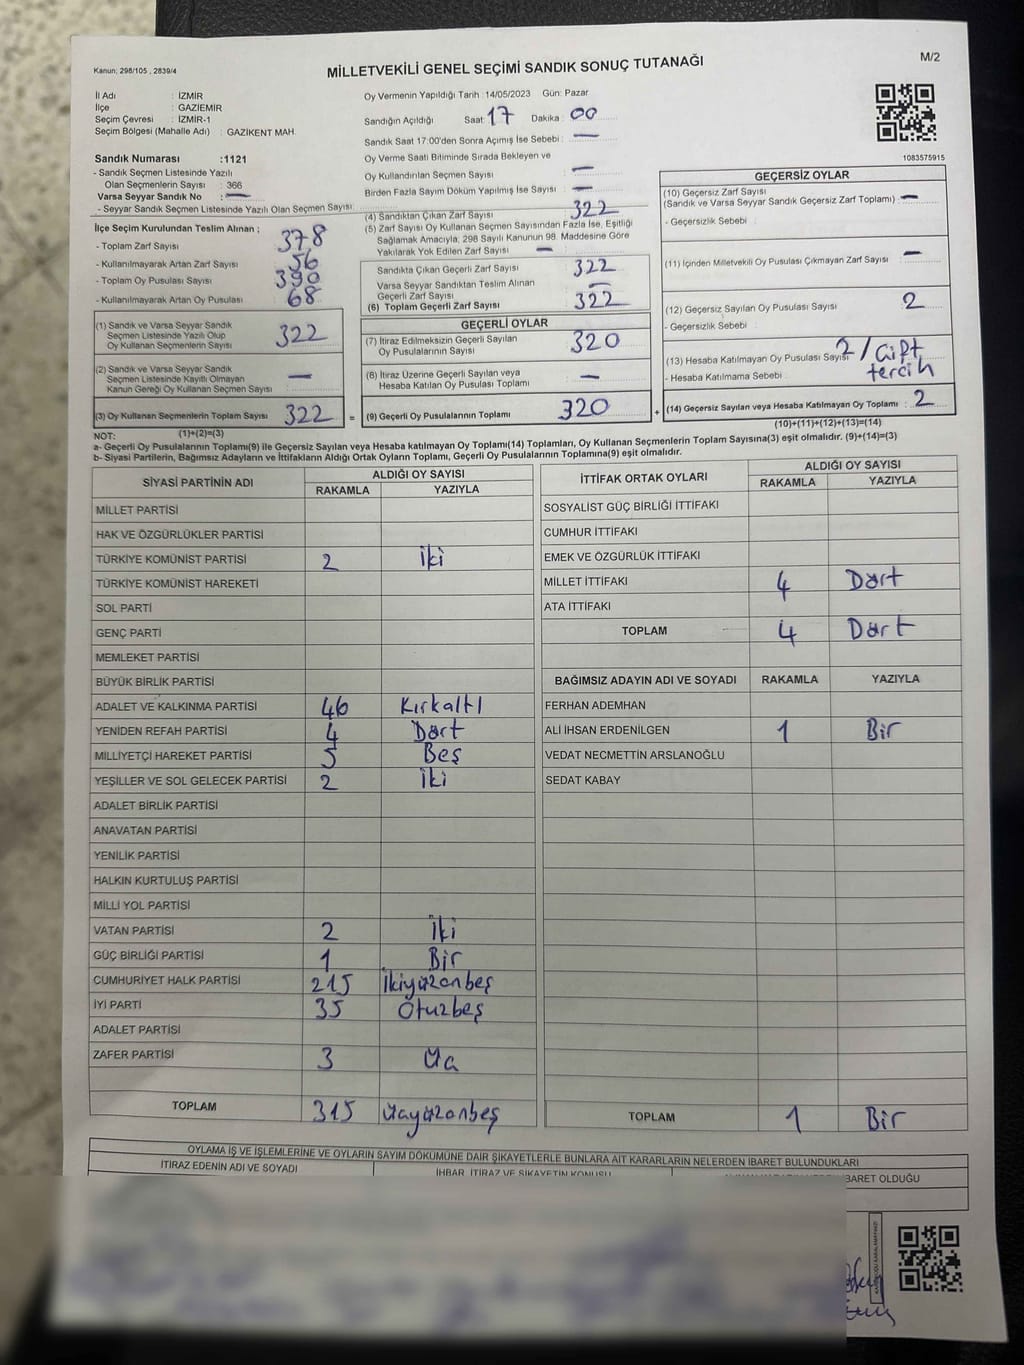 Kanun: 298/105 , 2839/4
MİLLETVEKİLİ GENEL SEÇİMİ SANDIK SONUÇ TUTANAĞI
M/2
İl Adı : İZMİR
İlçe : GAZİEMİR
Seçim Çevresi : İZMİR-1
Seçim Bölgesi (Mahalle Adı) : GAZİKENT MAH.
Sandık Numarası :1121
- Sandık Seçmen Listesinde Yazılı
Olan Seçmenlerin Sayısı : 366
Varsa Seyyar Sandık No : —
- Seyyar Sandık Seçmen Listesinde Yazılı Olan Seçmen Sayısı:
Oy Vermenin Yapıldığı Tarih :14/05/2023 Gün: Pazar
Sandığın Açıldığı Saat: 17 Dakika : 00
Sandık Saat 17:00'den Sonra Açımış İse Sebebi : —
Oy Verme Saati Bitiminde Sırada Bekleyen ve
Oy Kullandırılan Seçmen Sayısı : —
Birden Fazla Sayım Döküm Yapılmış İse Sayısı : —
1083575915
İlçe Seçim Kurulundan Teslim Alınan ;
- Toplam Zarf Sayısı : 378
- Kullanılmayarak Artan Zarf Sayısı : 56
- Toplam Oy Pusulası Sayısı : 390
- Kullanılmayarak Artan Oy Pusulası : 68
(1) Sandık ve Varsa Seyyar Sandık
Seçmen Listesinde Yazılı Olup
Oy Kullanan Seçmenlerin Sayısı : 322
(2) Sandık ve Varsa Seyyar Sandık
Seçmen Listesinde Kayıtlı Olmayan
Kanun Gereği Oy Kullanan Seçmen Sayısı : —
(3) Oy Kullanan Seçmenlerin Toplam Sayısı : 322 =
(1)+(2)=(3)
(4) Sandıktan Çıkan Zarf Sayısı : 322
(5) Zarf Sayısı Oy Kullanan Seçmen Sayısından Fazla İse, Eşitliği
Sağlamak Amacıyla, 298 Sayılı Kanunun 98. Maddesine Göre
Yakılarak Yok Edilen Zarf Sayısı : —
Sandıkta Çıkan Geçerli Zarf Sayısı : 322
Varsa Seyyar Sandıktan Teslim Alınan
Geçerli Zarf Sayısı : —
(6) Toplam Geçerli Zarf Sayısı : 322
GEÇERLİ OYLAR
(7) İtiraz Edilmeksizin Geçerli Sayılan
Oy Pusulalarının Sayısı : 320
(8) İtiraz Üzerine Geçerli Sayılan veya
Hesaba Katılan Oy Pusulası Toplamı : —
(9) Geçerli Oy Pusulalarının Toplamı : 320 +
GEÇERSİZ OYLAR
(10) Geçersiz Zarf Sayısı
(Sandık ve Varsa Seyyar Sandık Geçersiz Zarf Toplamı) : —
- Geçersizlik Sebebi :
(11) İçinden Milletvekili Oy Pusulası Çıkmayan Zarf Sayısı : —
(12) Geçersiz Sayılan Oy Pusulası Sayısı : 2
- Geçersizlik Sebebi :
(13) Hesaba Katılmayan Oy Pusulası Sayısı : 2 / Çift
- Hesaba Katılmama Sebebi : tercih
(14) Geçersiz Sayılan veya Hesaba Katılmayan Oy Toplamı : 2
(10)+(11)+(12)+(13)=(14)
NOT:
a- Geçerli Oy Pusulalarının Toplamı(9) ile Geçersiz Sayılan veya Hesaba katılmayan Oy Toplamı(14) Toplamları, Oy Kullanan Seçmenlerin Toplam Sayısına(3) eşit olmalıdır. (9)+(14)=(3)
b- Siyasi Partilerin, Bağımsız Adayların ve İttifakların Aldığı Ortak Oyların Toplamı, Geçerli Oy Pusulalarının Toplamına(9) eşit olmalıdır.
SİYASİ PARTİNİN ADI ALDIĞI OY SAYISI
RAKAMLA YAZIYLA
MİLLET PARTİSİ
HAK VE ÖZGÜRLÜKLER PARTİSİ
TÜRKİYE KOMÜNİST PARTİSİ 2 İki
TÜRKİYE KOMÜNİST HAREKETİ
SOL PARTİ
GENÇ PARTİ
MEMLEKET PARTİSİ
BÜYÜK BİRLİK PARTİSİ
ADALET VE KALKINMA PARTİSİ 46 Kırkaltı
YENİDEN REFAH PARTİSİ 4 Dört
MİLLİYETÇİ HAREKET PARTİSİ 5 Beş
YEŞİLLER VE SOL GELECEK PARTİSİ 2 İki
ADALET BİRLİK PARTİSİ
ANAVATAN PARTİSİ
YENİLİK PARTİSİ
HALKIN KURTULUŞ PARTİSİ
MİLLİ YOL PARTİSİ
VATAN PARTİSİ 2 İki
GÜÇ BİRLİĞİ PARTİSİ 1 Bir
CUMHURİYET HALK PARTİSİ 215 İkiyüzonbeş
İYİ PARTİ 35 Otuzbeş
ADALET PARTİSİ
ZAFER PARTİSİ 3 Üç
TOPLAM 315 Üçyüzonbeş
İTTİFAK ORTAK OYLARI ALDIĞI OY SAYISI
RAKAMLA YAZIYLA
SOSYALİST GÜÇ BİRLİĞİ İTTİFAKI
CUMHUR İTTİFAKI
EMEK VE ÖZGÜRLÜK İTTİFAKI
MİLLET İTTİFAKI 4 Dört
ATA İTTİFAKI
TOPLAM 4 Dört
BAĞIMSIZ ADAYIN ADI VE SOYADI RAKAMLA YAZIYLA
FERHAN ADEMHAN
ALİ İHSAN ERDENİLGEN 1 Bir
VEDAT NECMETTİN ARSLANOĞLU
SEDAT KABAY
TOPLAM 1 Bir
OYLAMA İŞ VE İŞLEMLERİNE VE OYLARIN SAYIM DÖKÜMÜNE DAİR ŞİKAYETLERLE BUNLARA AİT KARARLARIN NELERDEN İBARET BULUNDUKLARI
İTİRAZ EDENİN ADI VE SOYADI İHBAR, İTİRAZ VE ŞİKAYETİN KONUSU BARET OLDUĞU